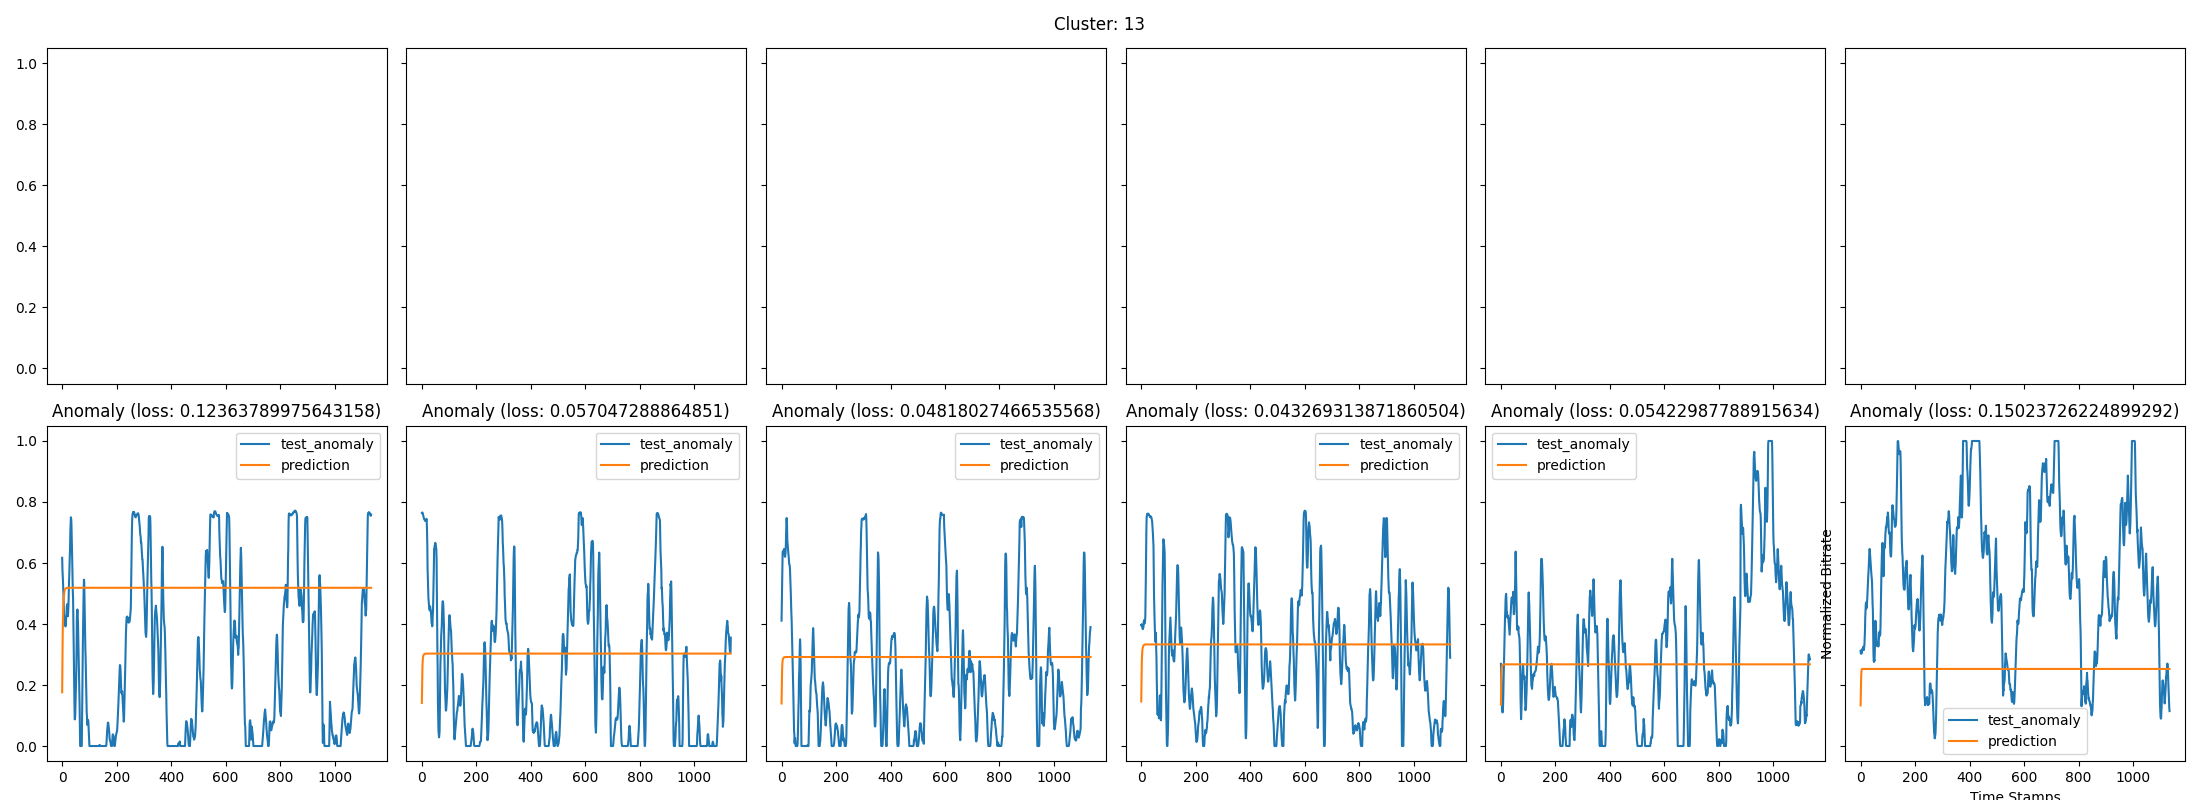 Cluster: 13
1.0
0.8
0.6
0.4
0.2
0.0
Anomaly (loss: 0.12363789975643158)
Anomaly (loss: 0.057047288864851)
Anomaly (loss: 0.04818027466535568)
Anomaly (loss: 0.043269313871860504)
Anomaly (loss: 0.05422987788915634)
Anomaly (loss: 0.15023726224899292)
1.0
0.8
0.6
0.4
0.2
0.0
test_anomaly
prediction
test_anomaly
prediction
test_anomaly
prediction
test_anomaly
prediction
test_anomaly
prediction
test_anomaly
prediction
Normalized Bitrate
0 200 400 600 800 1000
0 200 400 600 800 1000
0 200 400 600 800 1000
0 200 400 600 800 1000
0 200 400 600 800 1000
0 200 400 600 800 1000
Time Stamps